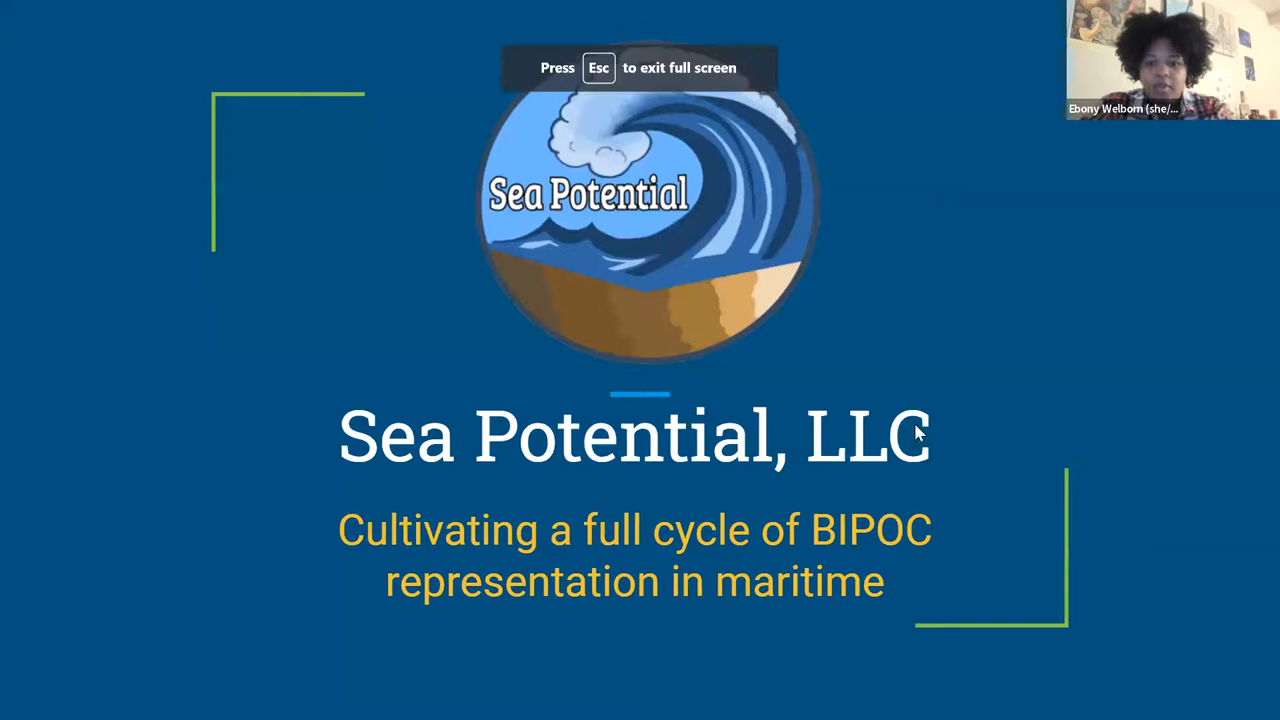 Press Esc to exit full screen
Ebony Welborn (she/...
Sea Potential
Sea Potential, LLC
Cultivating a full cycle of BIPOC
representation in maritime